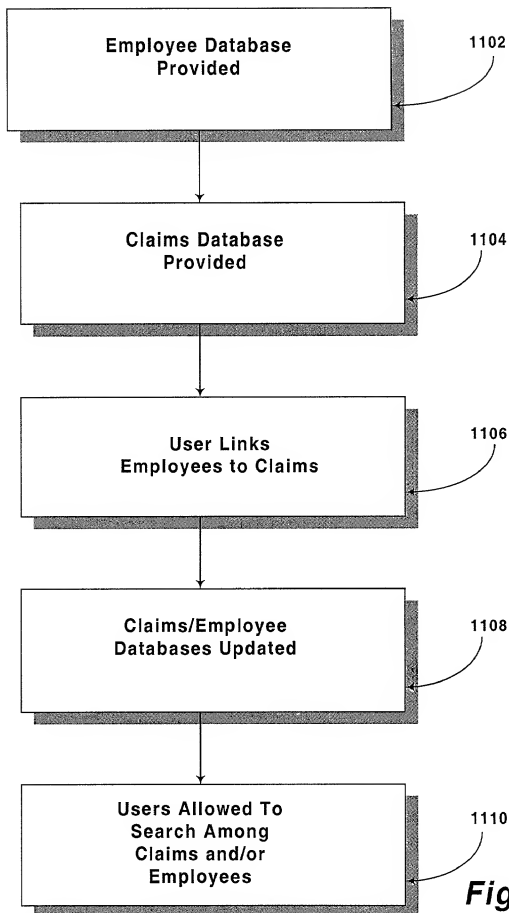 Employee Database
Provided
1102
Claims Database
Provided
1104
User Links
Employees to Claims
1106
Claims/Employee
Databases Updated
1108
Users Allowed To
Search Among
Claims and/or
Employees
1110
Fig